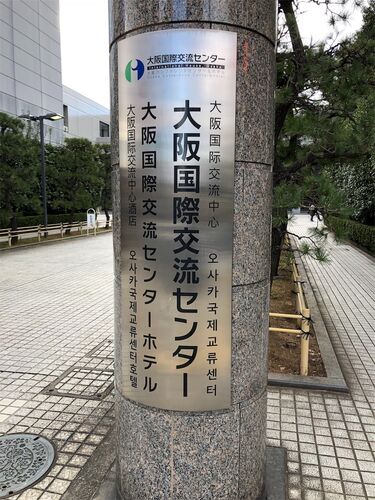 大阪国際交流センター
International House, Osaka
大阪国际交流中心 오사카국제교류센터
大阪国際交流センター
大阪国際交流センターホテル
大阪国际交流中心酒店 오사카국제교류센터호텔